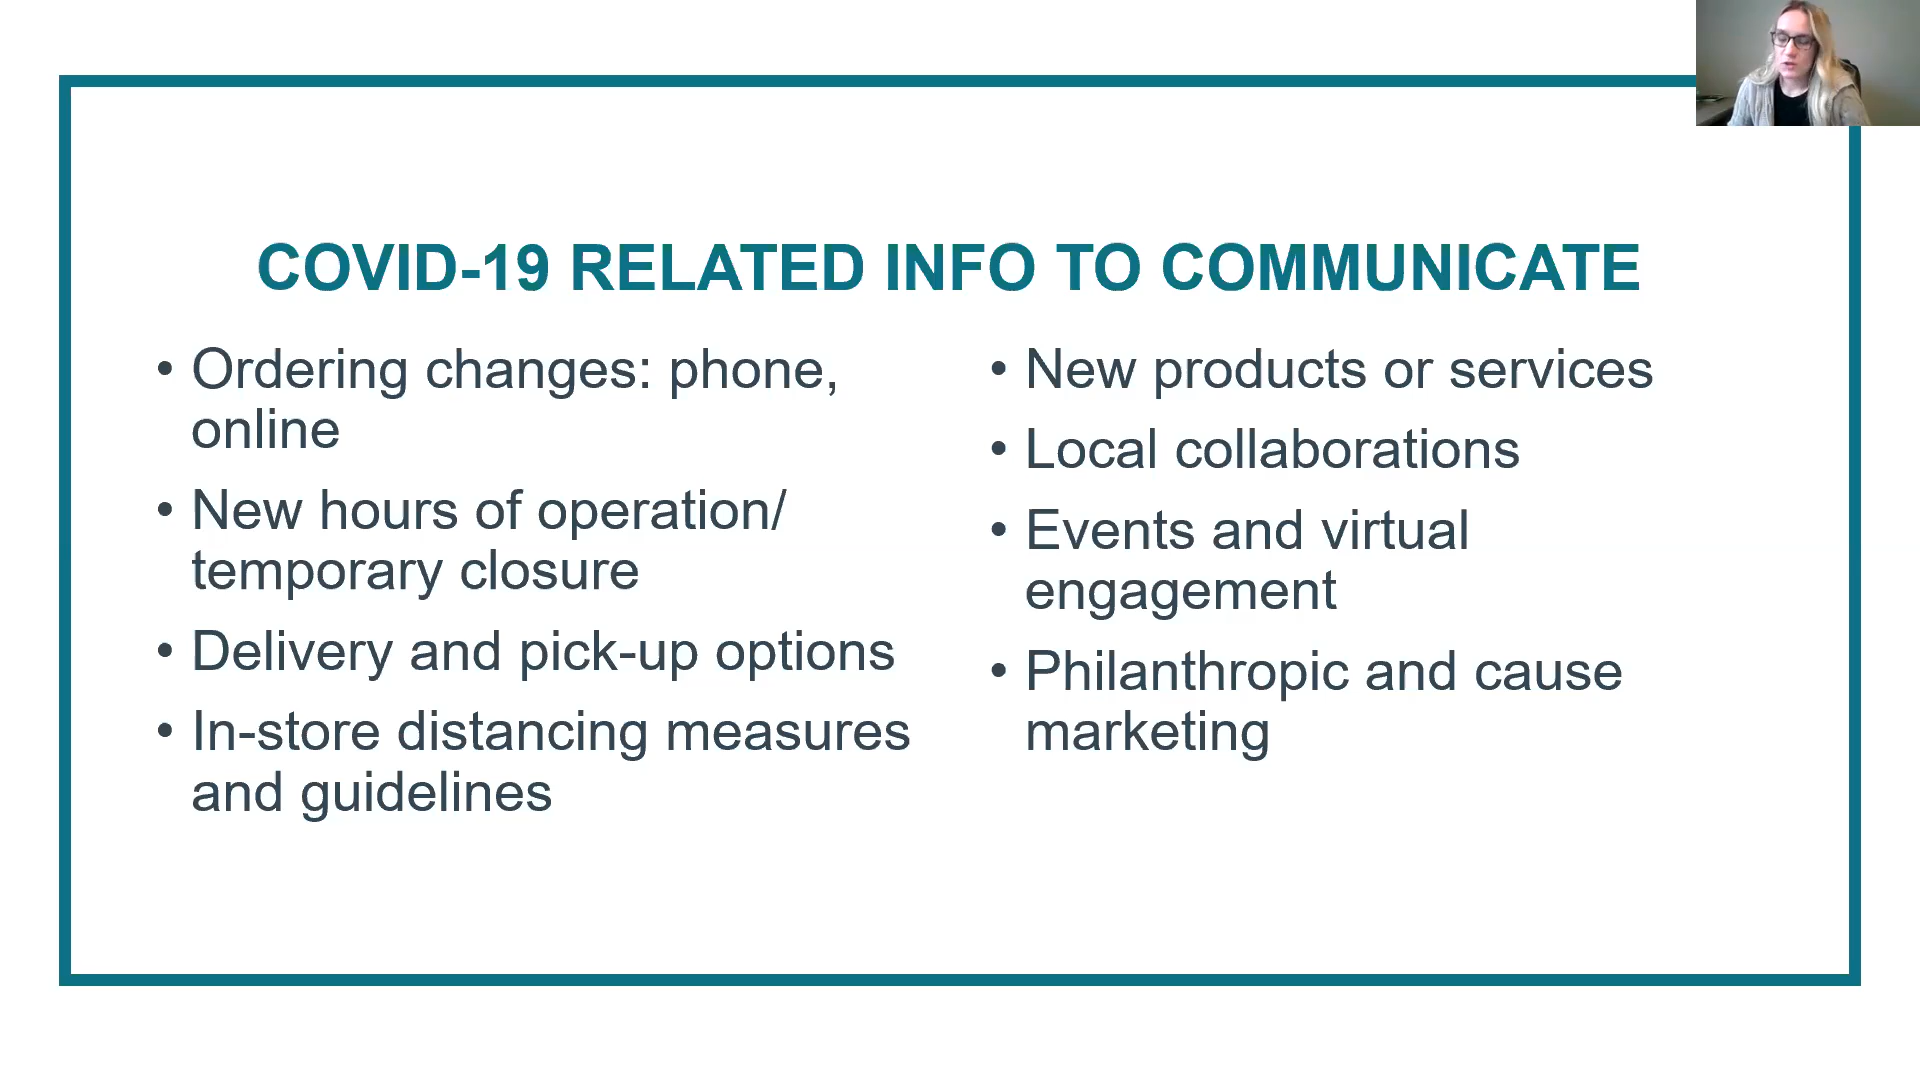 COVID-19 RELATED INFO TO COMMUNICATE
• Ordering changes: phone,
online
• New hours of operation/
temporary closure
• Delivery and pick-up options
• In-store distancing measures
and guidelines
• New products or services
• Local collaborations
• Events and virtual
engagement
• Philanthropic and cause
marketing